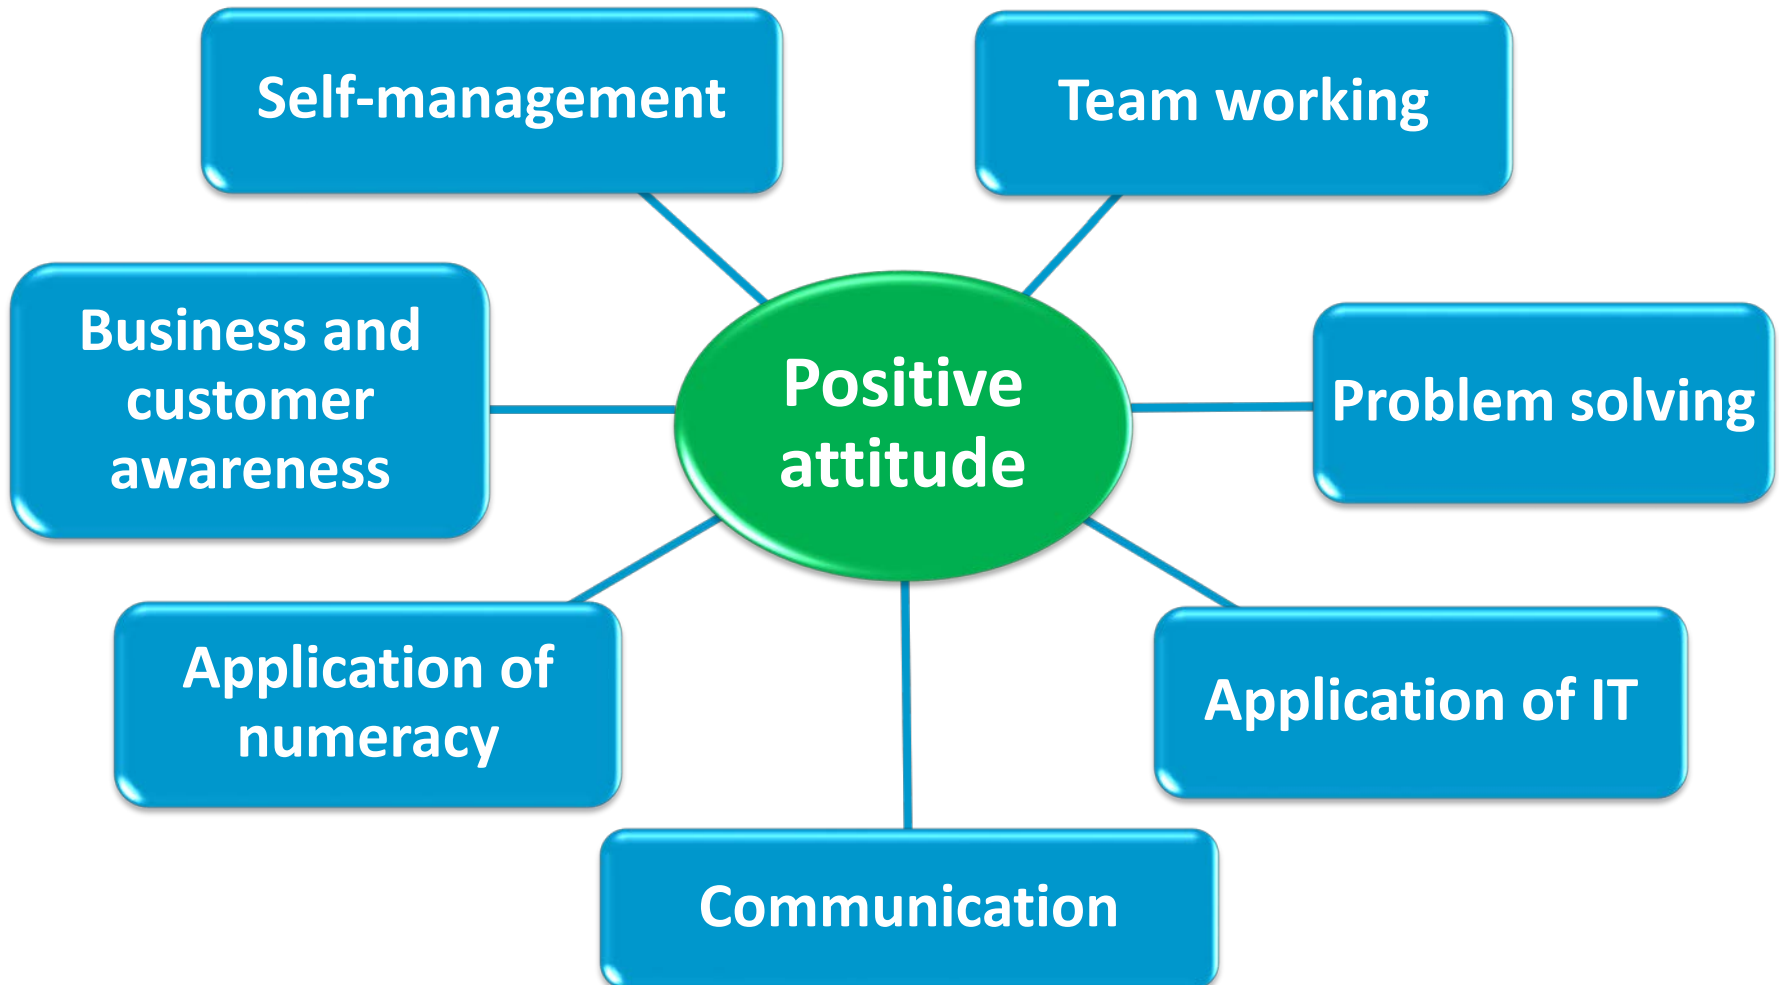 Self-management
Team working
Business and
customer
awareness
Positive
attitude
Problem solving
Application of
numeracy
Application of IT
Communication